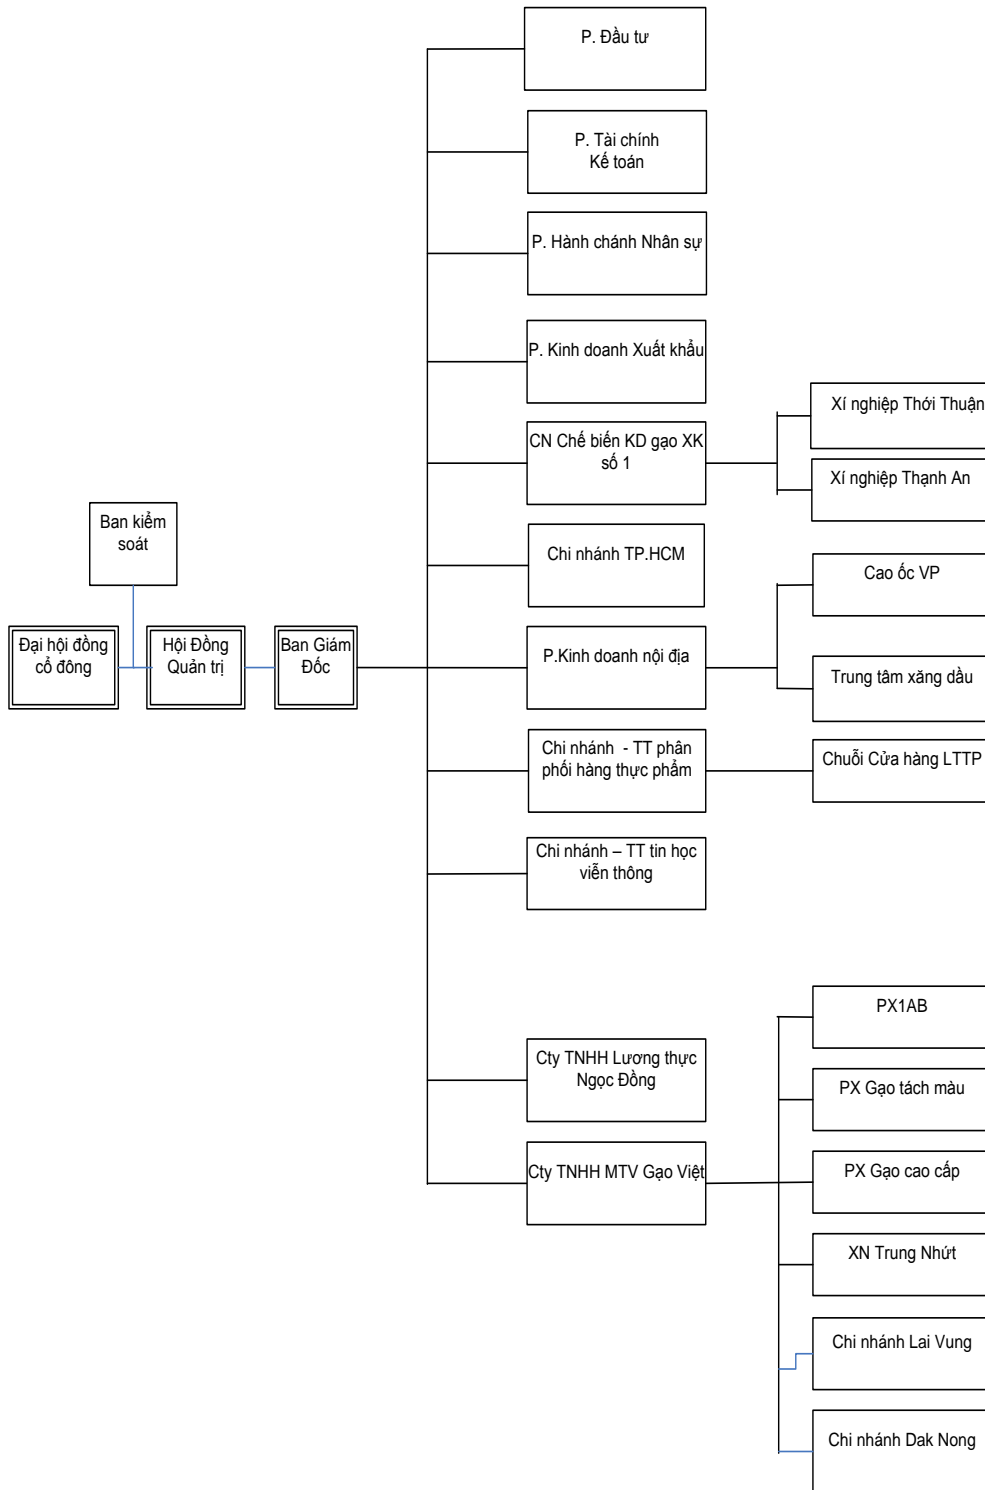 P. Đầu tư
P. Tài chính
Kế toán
P. Hành chánh Nhân sự
P. Kinh doanh Xuất khẩu
CN Chế biến KD gạo XK
số 1
Xí nghiệp Thới Thuận
Xí nghiệp Thạnh An
Ban kiểm
soát
Chi nhánh TP.HCM
Cao ốc VP
Đại hội đồng
cổ đông
Hội Đồng
Quản trị
Ban Giám
Đốc
P.Kinh doanh nội địa
Trung tâm xăng dầu
Chi nhánh - TT phân
phối hàng thực phẩm
Chuỗi Cửa hàng LTTP
Chi nhánh – TT tin học
viễn thông
PX1AB
Cty TNHH Lương thực
Ngọc Đồng
PX Gạo tách màu
Cty TNHH MTV Gạo Việt
PX Gạo cao cấp
XN Trung Nhứt
Chi nhánh Lai Vung
Chi nhánh Dak Nong